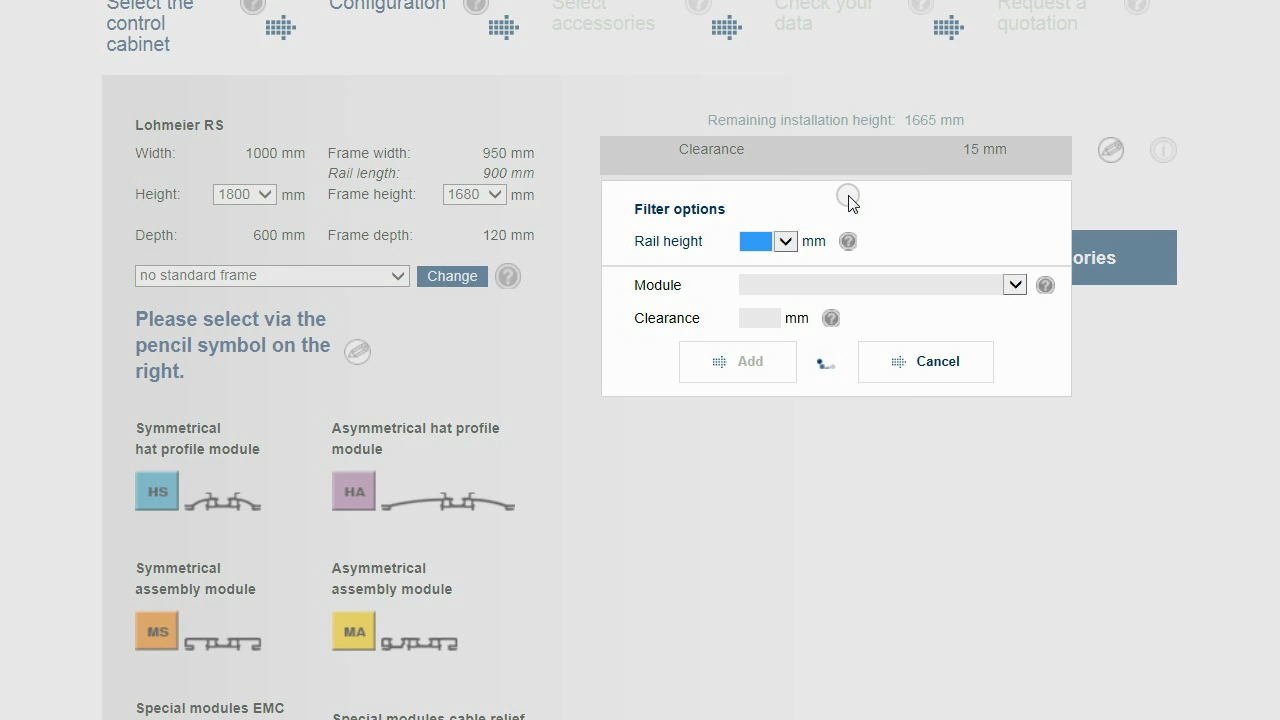 Select the
control
cabinet
Configuration
Select
accessories
Check your
data
Request a
quotation
Lohmeier RS
Width: 1000 mm Frame width: 950 mm
Rail length: 900 mm
Height: 1800 mm Frame height: 1680 mm
Depth: 600 mm Frame depth: 120 mm
no standard frame Change ?
Please select via the
pencil symbol on the
right.
Symmetrical
hat profile module
HS
Asymmetrical hat profile
module
HA
Symmetrical
assembly module
MS
Asymmetrical
assembly module
MA
Special modules EMC
Special modules cable relief
Remaining installation height: 1665 mm
Clearance 15 mm
Filter options
Rail height mm ?
Module ?
Clearance mm ?
Add Cancel
ories